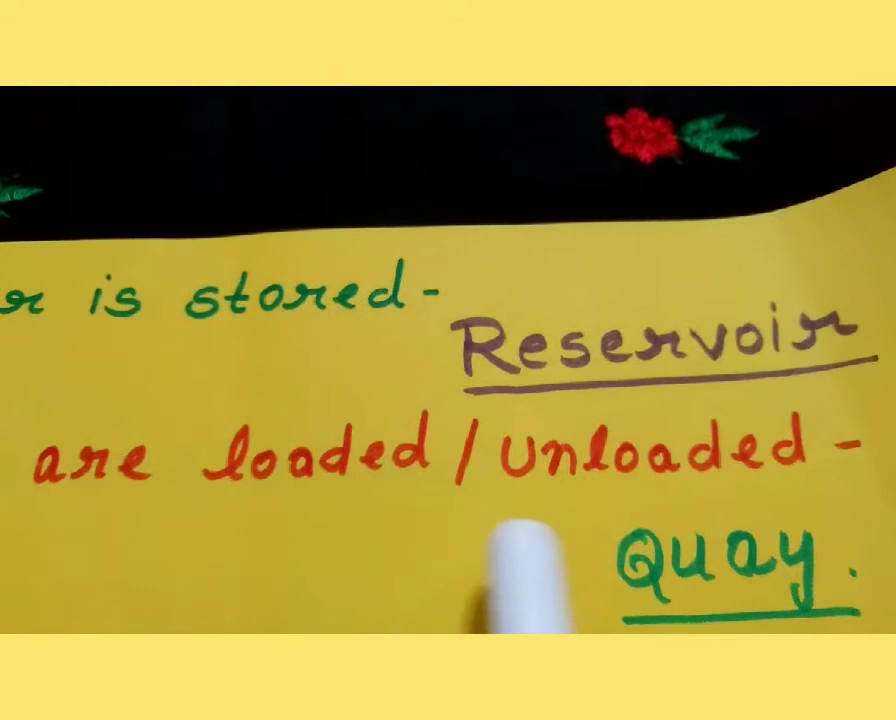 is stored-
Reservoir
are loaded/unloaded-
Quay.